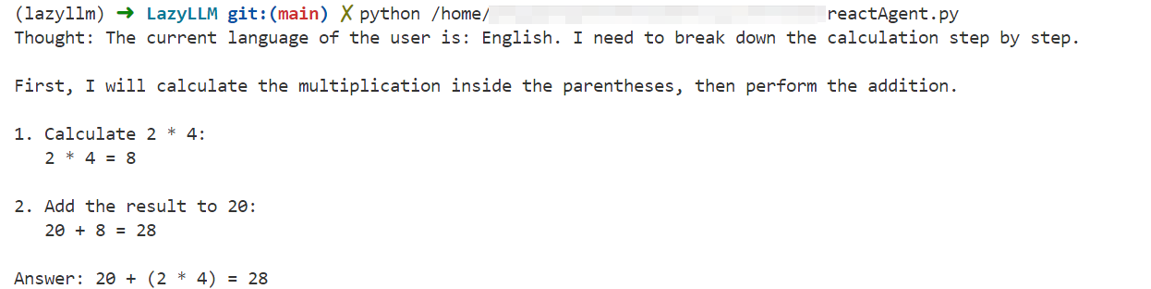 (lazyllm) ➜ LazyLLM git:(main) ✗ python /home/ reactAgent.py
Thought: The current language of the user is: English. I need to break down the calculation step by step.
First, I will calculate the multiplication inside the parentheses, then perform the addition.
1. Calculate 2 * 4:
2 * 4 = 8
2. Add the result to 20:
20 + 8 = 28
Answer: 20 + (2 * 4) = 28